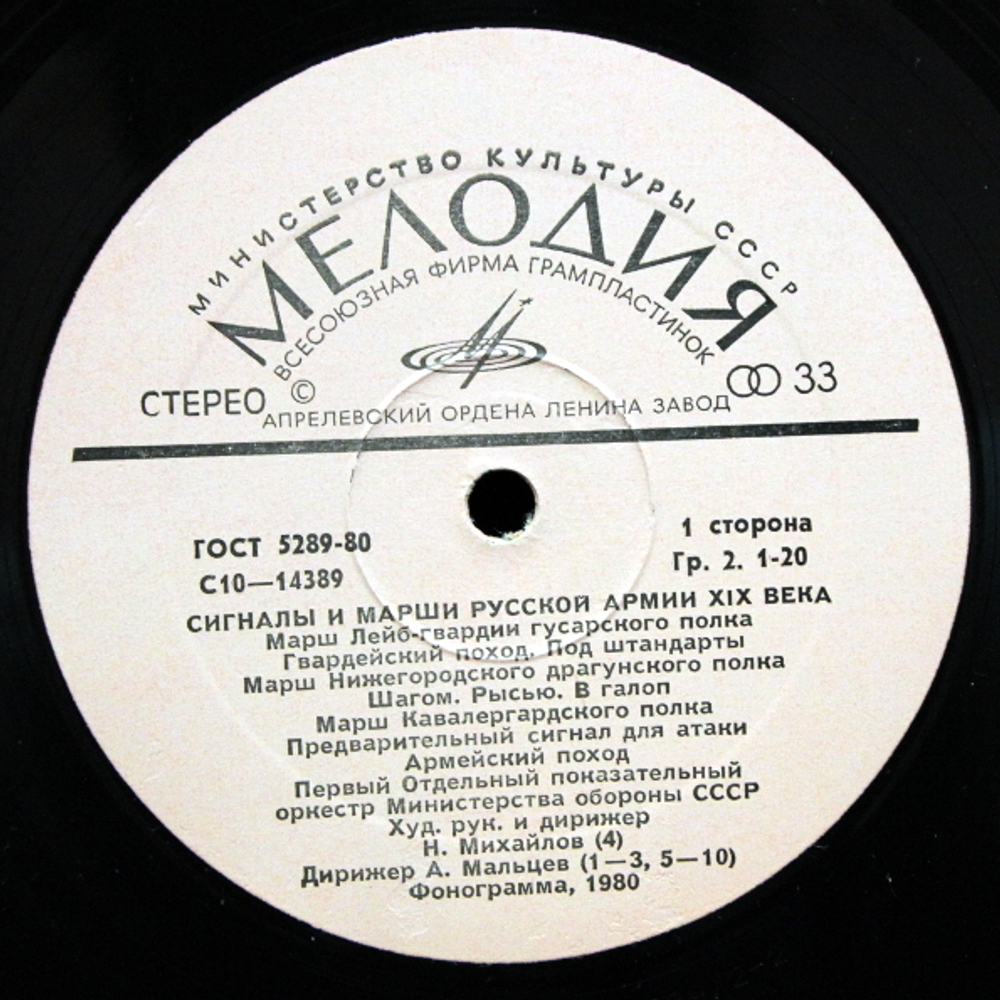 МИНИСТЕРСТВО КУЛЬТУРЫ СССР
МЕЛОДИЯ
ВСЕСОЮЗНАЯ ФИРМА ГРАМПЛАСТИНОК
СТЕРЕО
©
33
АПРЕЛЕВСКИЙ ОРДЕНА ЛЕНИНА ЗАВОД
ГОСТ 5289-80
1 сторона
С10—14389
Гр. 2. 1-20
СИГНАЛЫ И МАРШИ РУССКОЙ АРМИИ XIX ВЕКА
Марш Лейб-гвардии гусарского полка
Гвардейский поход. Под штандарты
Марш Нижегородского драгунского полка
Шагом. Рысью. В галоп
Марш Кавалергардского полка
Предварительный сигнал для атаки
Армейский поход
Первый Отдельный показательный
оркестр Министерства обороны СССР
Худ. рук. и дирижер
Н. Михайлов (4)
Дирижер А. Мальцев (1—3, 5—10)
Фонограмма, 1980